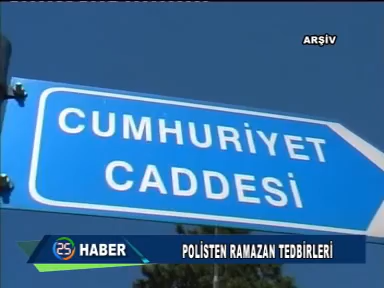 ARŞİV
CUMHURİYET
CADDESİ
25 HABER
POLİSTEN RAMAZAN TEDBİRLERİ